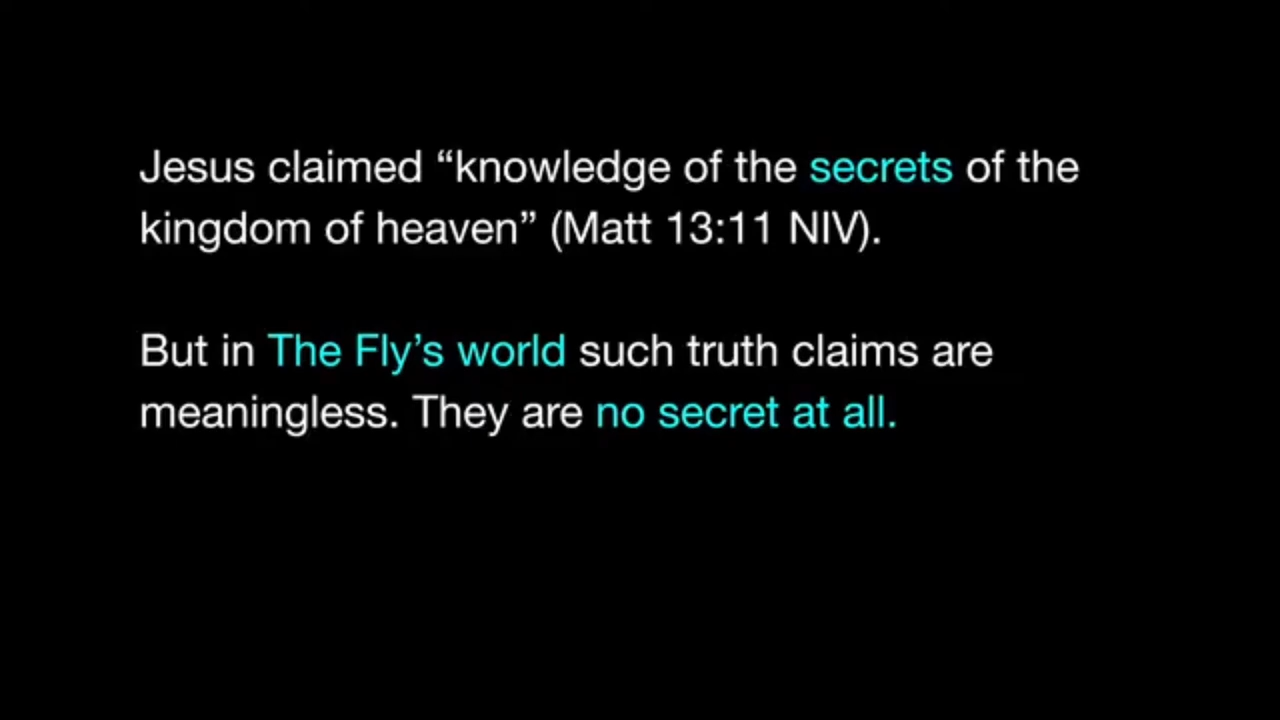 Jesus claimed “knowledge of the secrets of the
kingdom of heaven” (Matt 13:11 NIV).
But in The Fly’s world such truth claims are
meaningless. They are no secret at all.